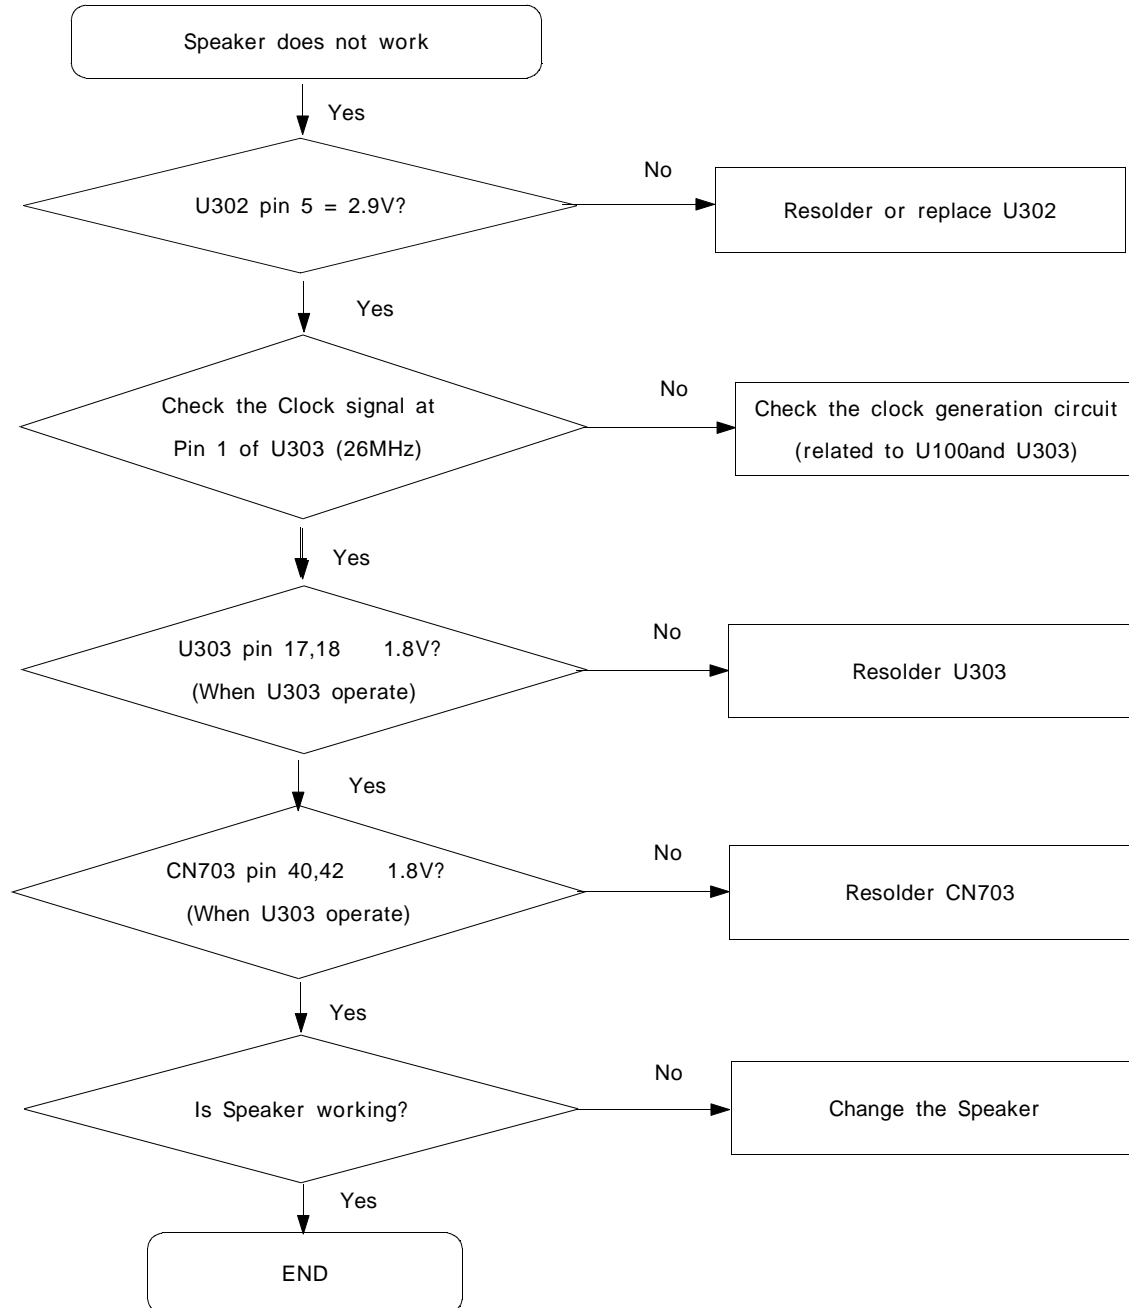 Speaker does not work
Yes
U302 pin 5 = 2.9V?
No
Resolder or replace U302
Yes
Check the Clock signal at
Pin 1 of U303 (26MHz)
No
Check the clock generation circuit
(related to U100and U303)
Yes
U303 pin 17,18 1.8V?
(When U303 operate)
No
Resolder U303
Yes
CN703 pin 40,42 1.8V?
(When U303 operate)
No
Resolder CN703
Yes
Is Speaker working?
No
Change the Speaker
Yes
END